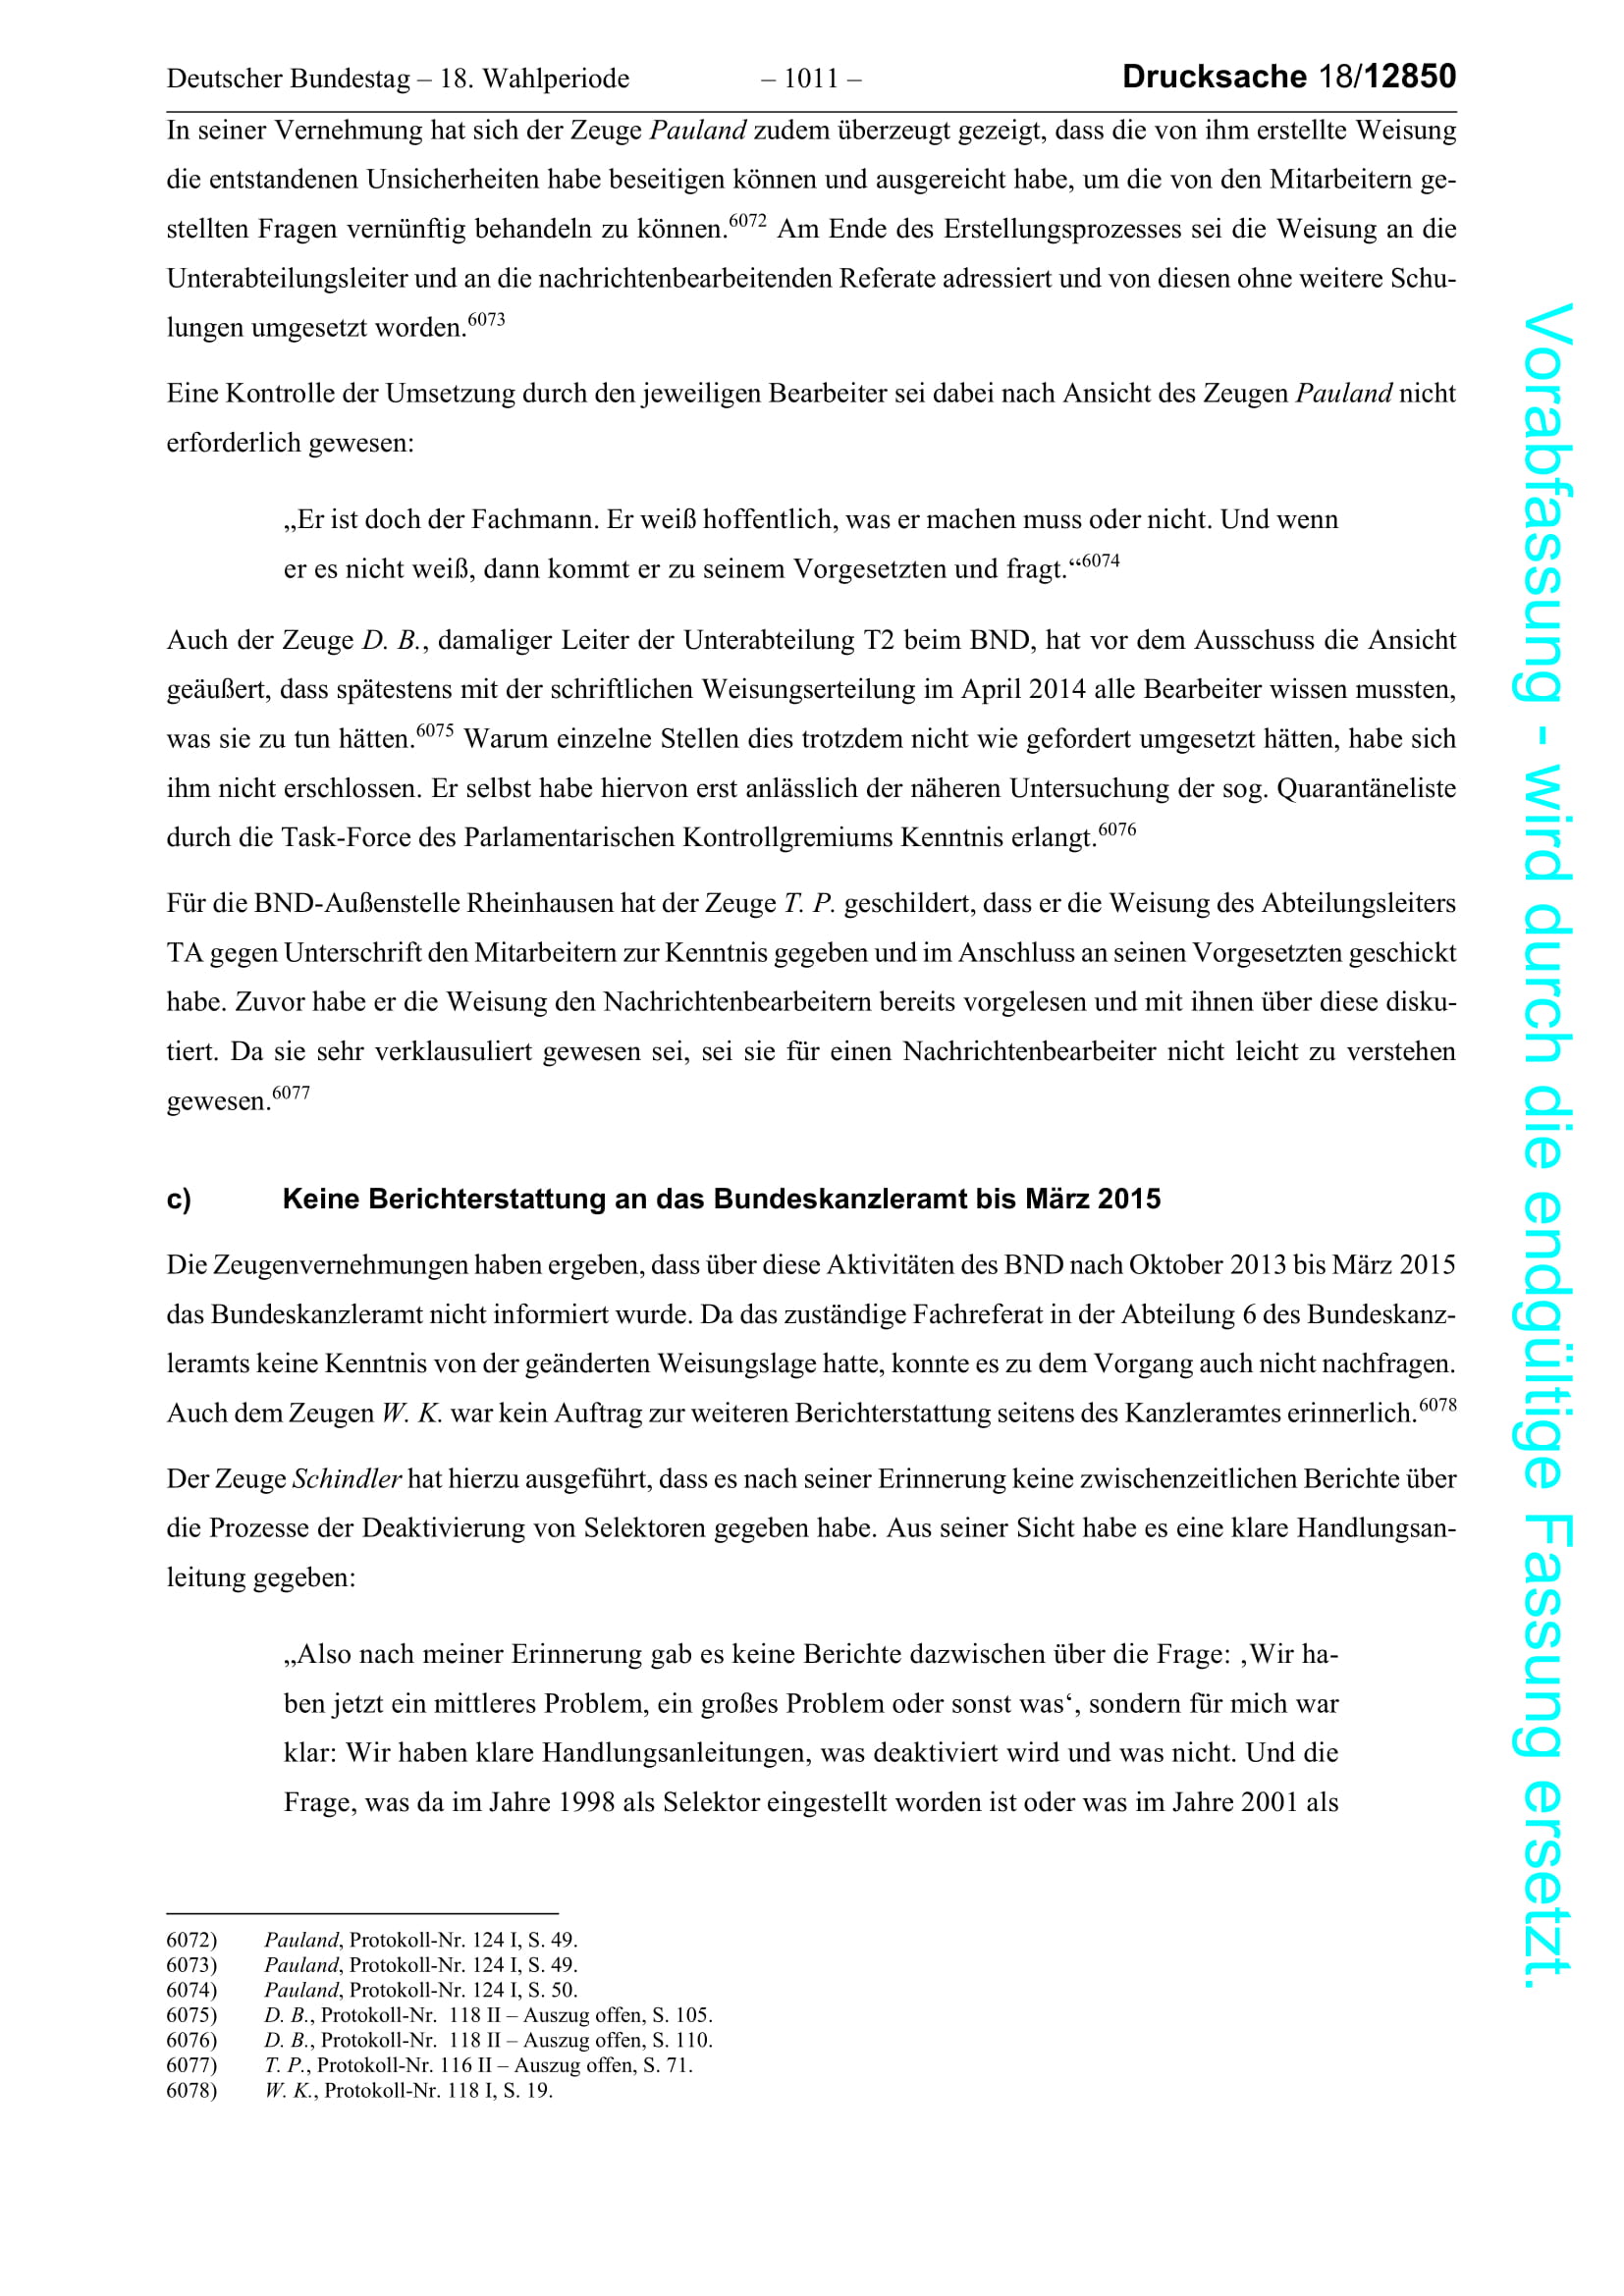 Deutscher Bundestag – 18. Wahlperiode – 1011 – Drucksache 18/12850
In seiner Vernehmung hat sich der Zeuge Pauland zudem überzeugt gezeigt, dass die von ihm erstellte Weisung
die entstandenen Unsicherheiten habe beseitigen können und ausgereicht habe, um die von den Mitarbeitern ge-
stellten Fragen vernünftig behandeln zu können.6072 Am Ende des Erstellungsprozesses sei die Weisung an die
Unterabteilungsleiter und an die nachrichtenbearbeitenden Referate adressiert und von diesen ohne weitere Schu-
lungen umgesetzt worden.6073
Eine Kontrolle der Umsetzung durch den jeweiligen Bearbeiter sei dabei nach Ansicht des Zeugen Pauland nicht
erforderlich gewesen:
„Er ist doch der Fachmann. Er weiß hoffentlich, was er machen muss oder nicht. Und wenn
er es nicht weiß, dann kommt er zu seinem Vorgesetzten und fragt.“6074
Auch der Zeuge D. B., damaliger Leiter der Unterabteilung T2 beim BND, hat vor dem Ausschuss die Ansicht
geäußert, dass spätestens mit der schriftlichen Weisungserteilung im April 2014 alle Bearbeiter wissen mussten,
was sie zu tun hätten.6075 Warum einzelne Stellen dies trotzdem nicht wie gefordert umgesetzt hätten, habe sich
ihm nicht erschlossen. Er selbst habe hiervon erst anlässlich der näheren Untersuchung der sog. Quarantäneliste
durch die Task-Force des Parlamentarischen Kontrollgremiums Kenntnis erlangt.6076
Für die BND-Außenstelle Rheinhausen hat der Zeuge T. P. geschildert, dass er die Weisung des Abteilungsleiters
TA gegen Unterschrift den Mitarbeitern zur Kenntnis gegeben und im Anschluss an seinen Vorgesetzten geschickt
habe. Zuvor habe er die Weisung den Nachrichtenbearbeitern bereits vorgelesen und mit ihnen über diese disku-
tiert. Da sie sehr verklausuliert gewesen sei, sei sie für einen Nachrichtenbearbeiter nicht leicht zu verstehen
gewesen.6077
c) Keine Berichterstattung an das Bundeskanzleramt bis März 2015
Die Zeugenvernehmungen haben ergeben, dass über diese Aktivitäten des BND nach Oktober 2013 bis März 2015
das Bundeskanzleramt nicht informiert wurde. Da das zuständige Fachreferat in der Abteilung 6 des Bundeskanz-
leramts keine Kenntnis von der geänderten Weisungslage hatte, konnte es zu dem Vorgang auch nicht nachfragen.
Auch dem Zeugen W. K. war kein Auftrag zur weiteren Berichterstattung seitens des Kanzleramtes erinnerlich.6078
Der Zeuge Schindler hat hierzu ausgeführt, dass es nach seiner Erinnerung keine zwischenzeitlichen Berichte über
die Prozesse der Deaktivierung von Selektoren gegeben habe. Aus seiner Sicht habe es eine klare Handlungsan-
leitung gegeben:
„Also nach meiner Erinnerung gab es keine Berichte dazwischen über die Frage: ‚Wir ha-
ben jetzt ein mittleres Problem, ein großes Problem oder sonst was‘, sondern für mich war
klar: Wir haben klare Handlungsanleitungen, was deaktiviert wird und was nicht. Und die
Frage, was da im Jahre 1998 als Selektor eingestellt worden ist oder was im Jahre 2001 als
6072) Pauland, Protokoll-Nr. 124 I, S. 49.
6073) Pauland, Protokoll-Nr. 124 I, S. 49.
6074) Pauland, Protokoll-Nr. 124 I, S. 50.
6075) D. B., Protokoll-Nr. 118 II – Auszug offen, S. 105.
6076) D. B., Protokoll-Nr. 118 II – Auszug offen, S. 110.
6077) T. P., Protokoll-Nr. 116 II – Auszug offen, S. 71.
6078) W. K., Protokoll-Nr. 118 I, S. 19.
Vorabfassung - wird durch die endgültige Fassung ersetzt.